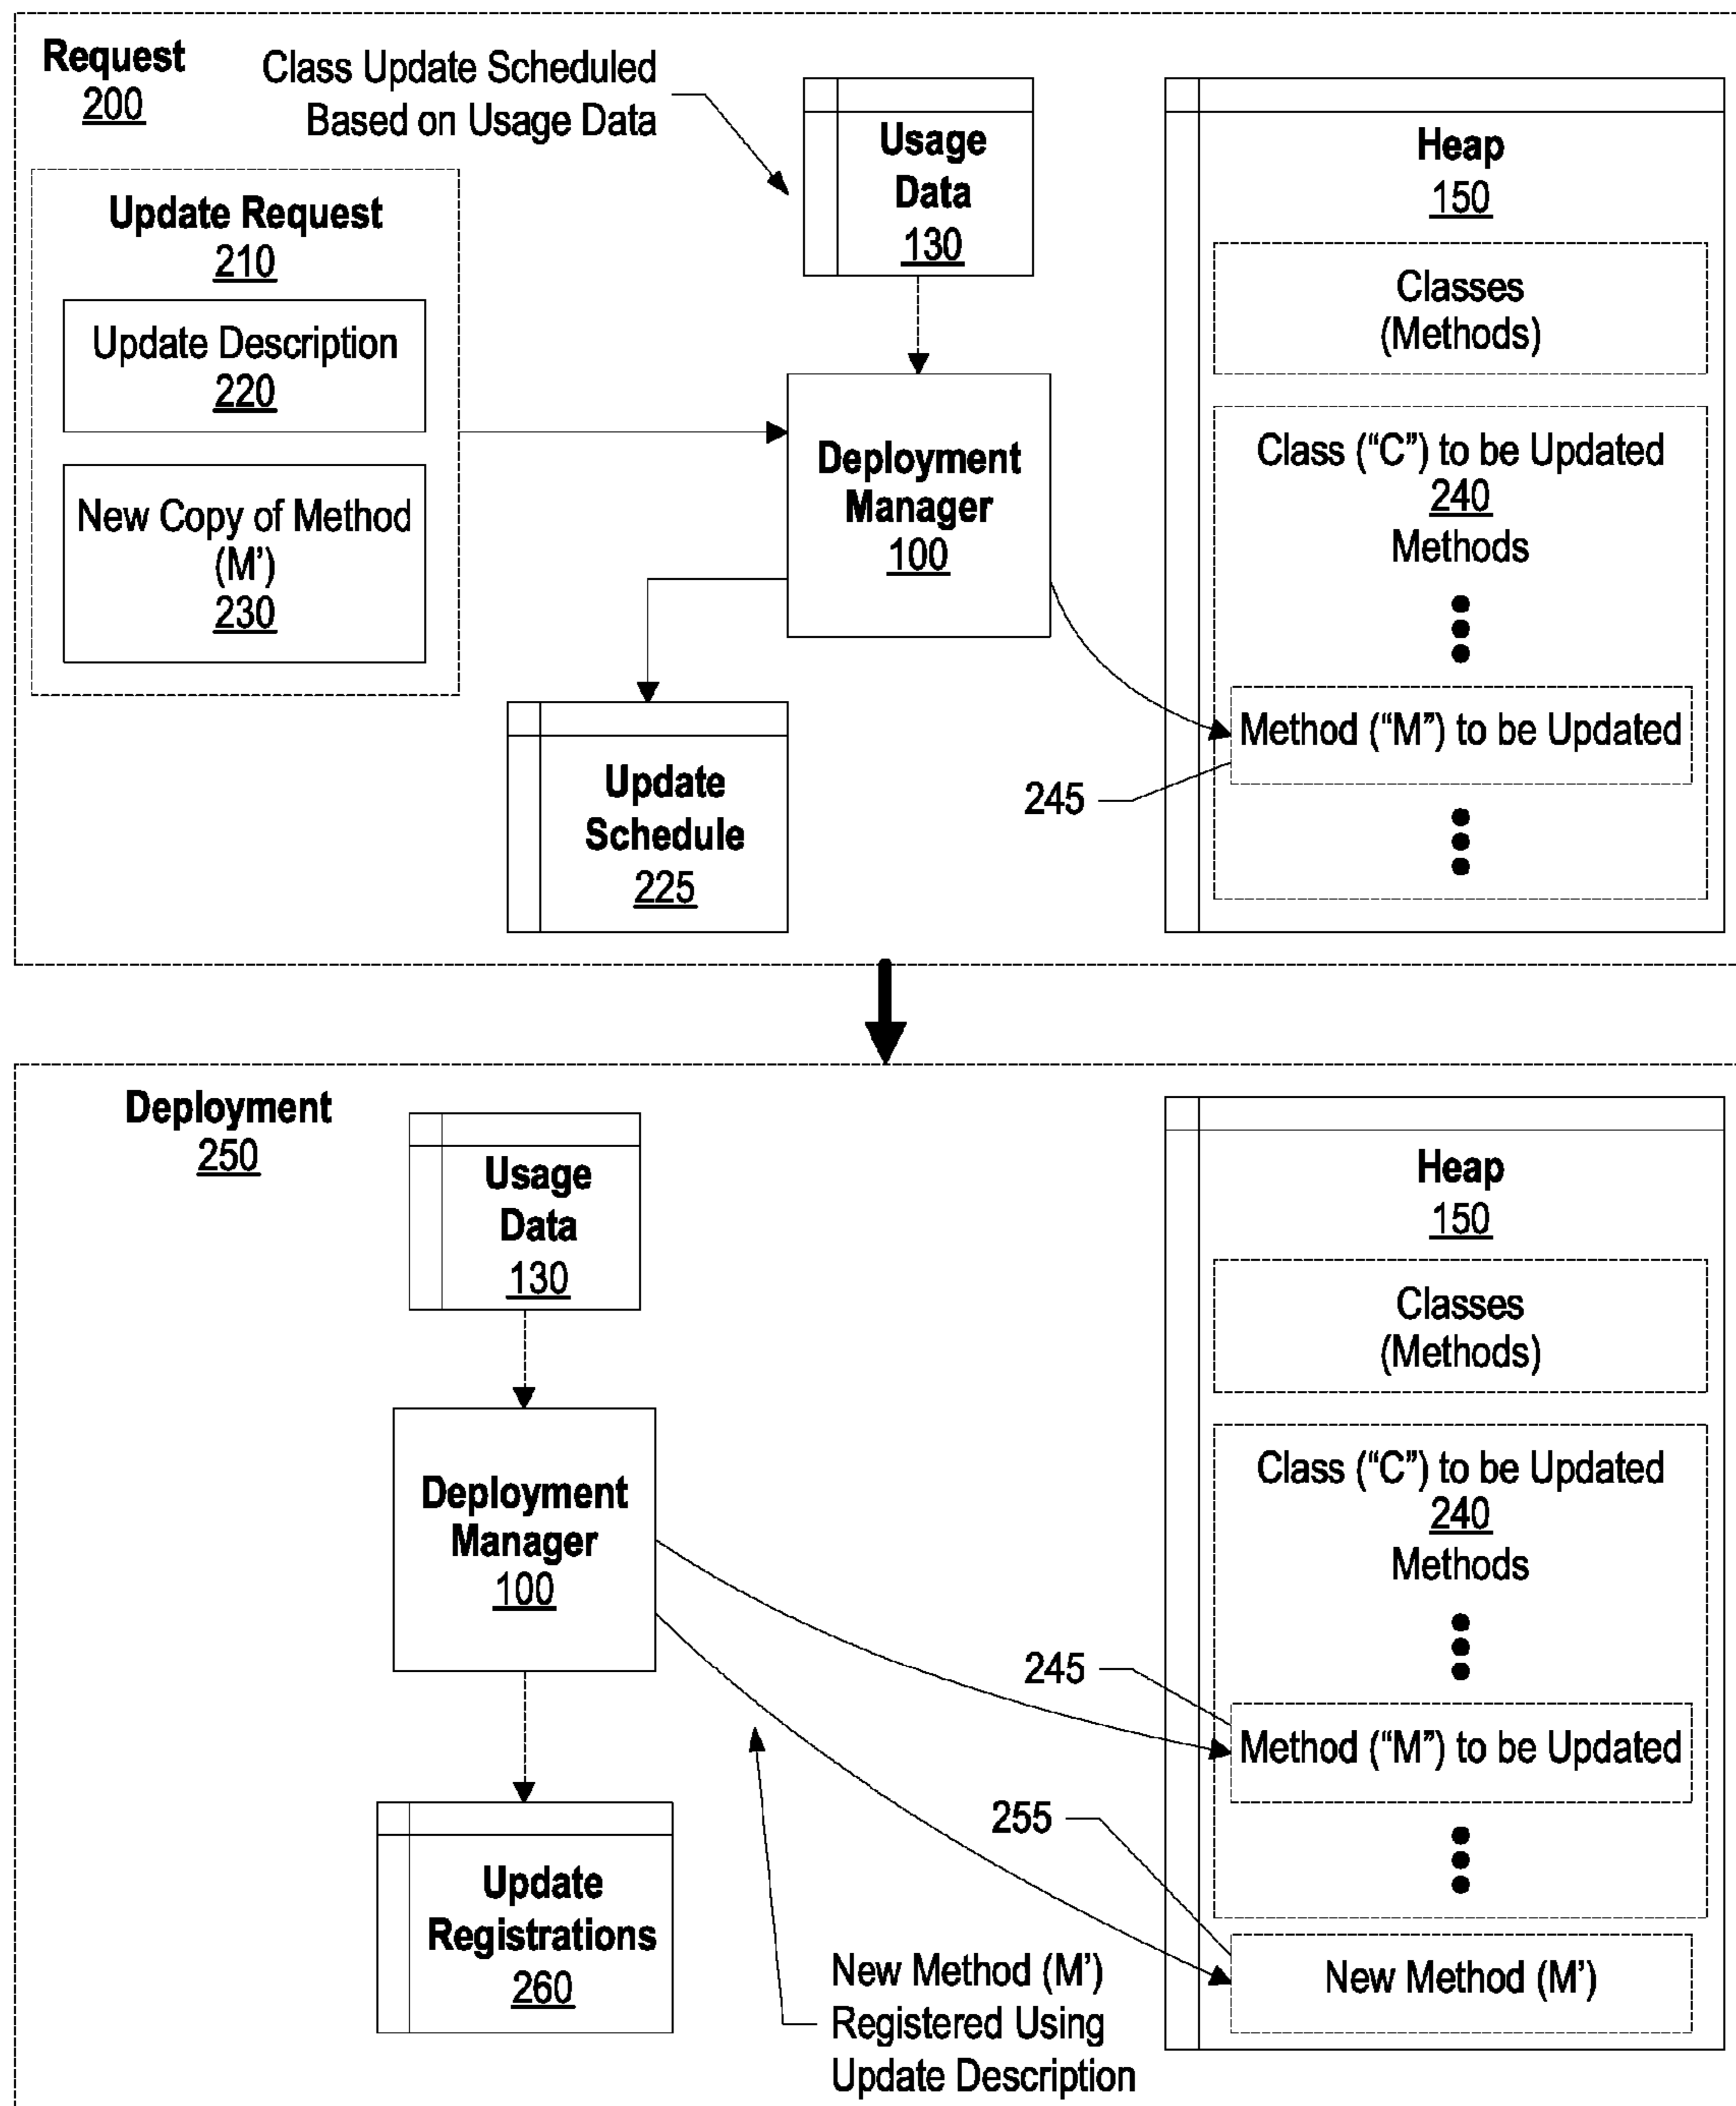 Request
200
Class Update Scheduled
Based on Usage Data
Update Request
210
Update Description
220
New Copy of Method
(M’)
230
Usage
Data
130
Deployment
Manager
100
Update
Schedule
225
Heap
150
Classes
(Methods)
Class (“C”) to be Updated
240
Methods
Method (“M”) to be Updated
245
Deployment
250
Usage
Data
130
Deployment
Manager
100
Update
Registrations
260
New Method (M’)
Registered Using
Update Description
Heap
150
Classes
(Methods)
Class (“C”) to be Updated
240
Methods
245
Method (“M”) to be Updated
255
New Method (M’)